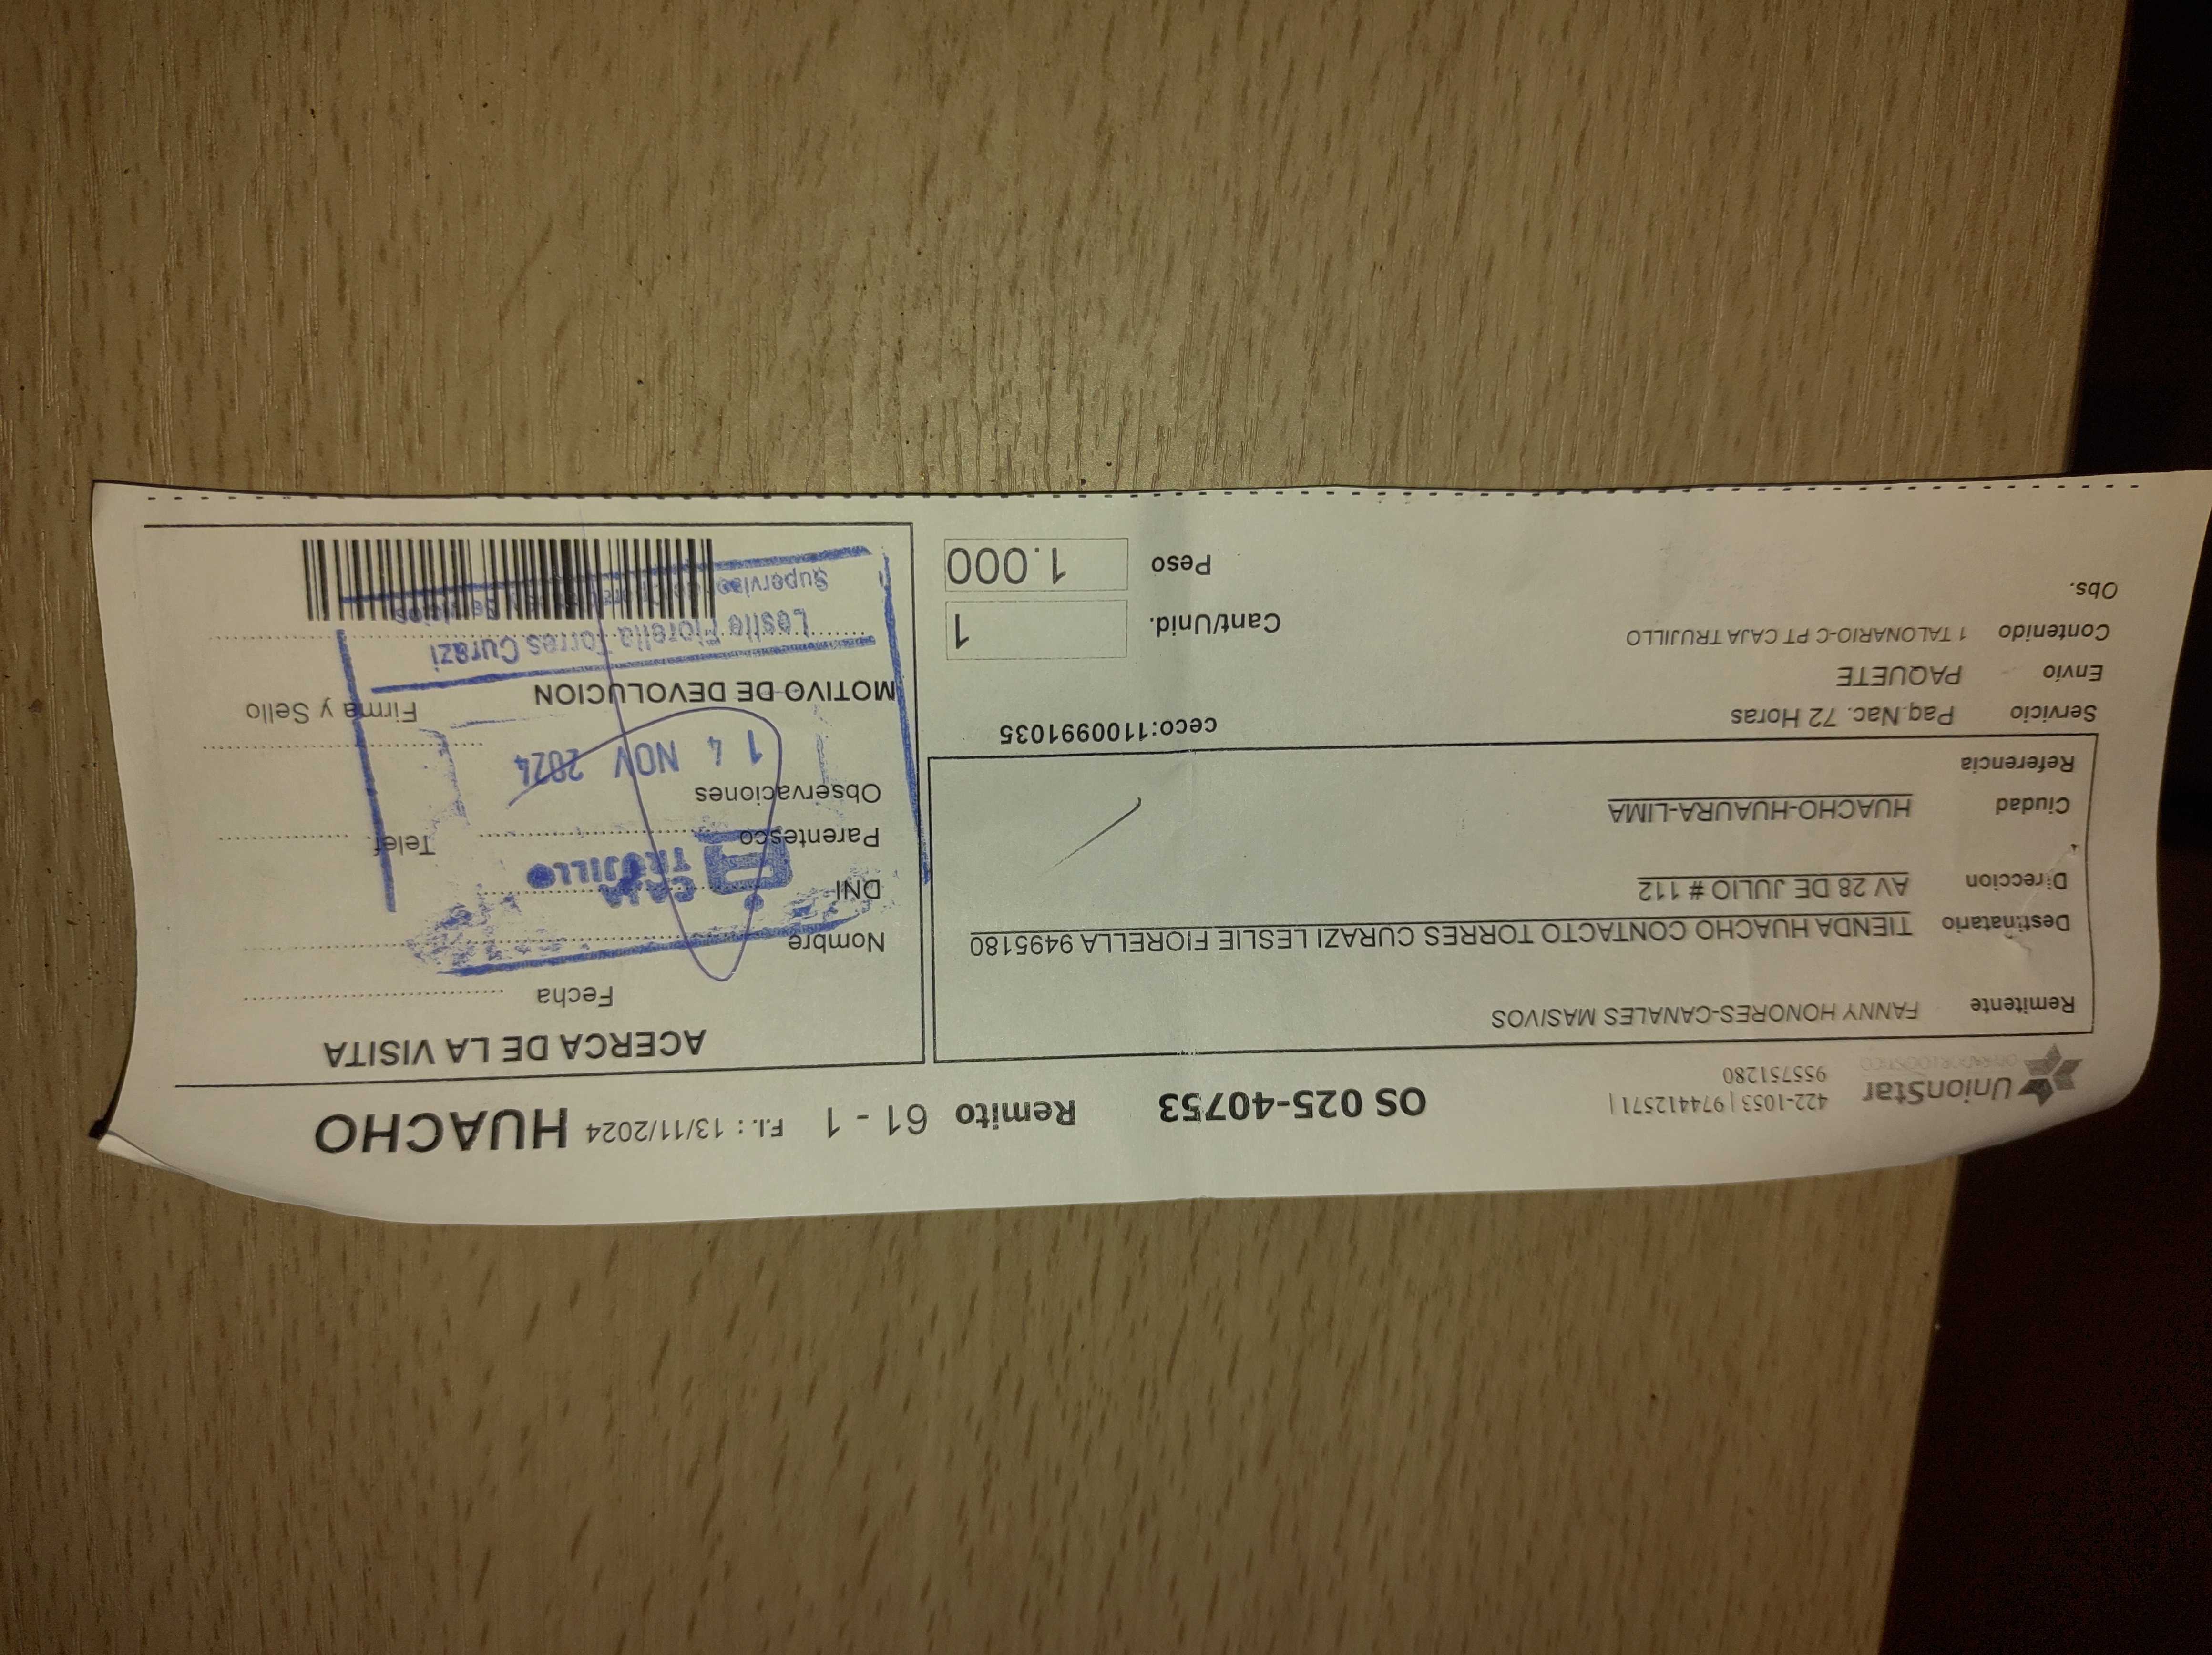 UnionStar
OPERADOR LOGISTICO
422-1053 | 974412571 |
955751280
OS 025-40753
Remito 61 - 1
F.I. : 13/11/2024
HUACHO
Remitente FANNY HONORES-CANALES MASIVOS
Destinatario TIENDA HUACHO CONTACTO TORRES CURAZI LESLIE FIORELLA 9495180
Direccion AV 28 DE JULIO # 112
Ciudad HUACHO-HUAURA-LIMA
Referencia
Servicio Paq.Nac. 72 Horas
ceco:1100991035
Envio PAQUETE
Contenido 1 TALONARIO-C PT CAJA TRUJILLO
Obs.
Cant/Unid. 1
Peso 1.000
ACERCA DE LA VISITA
Fecha
Nombre
DNI
Parentesco
Telef.
Observaciones
CAJA
TRUJILLO
14 NOV 2024
Firma y Sello
MOTIVO DE DEVOLUCION
Leslie Fiorella Torres Curazi